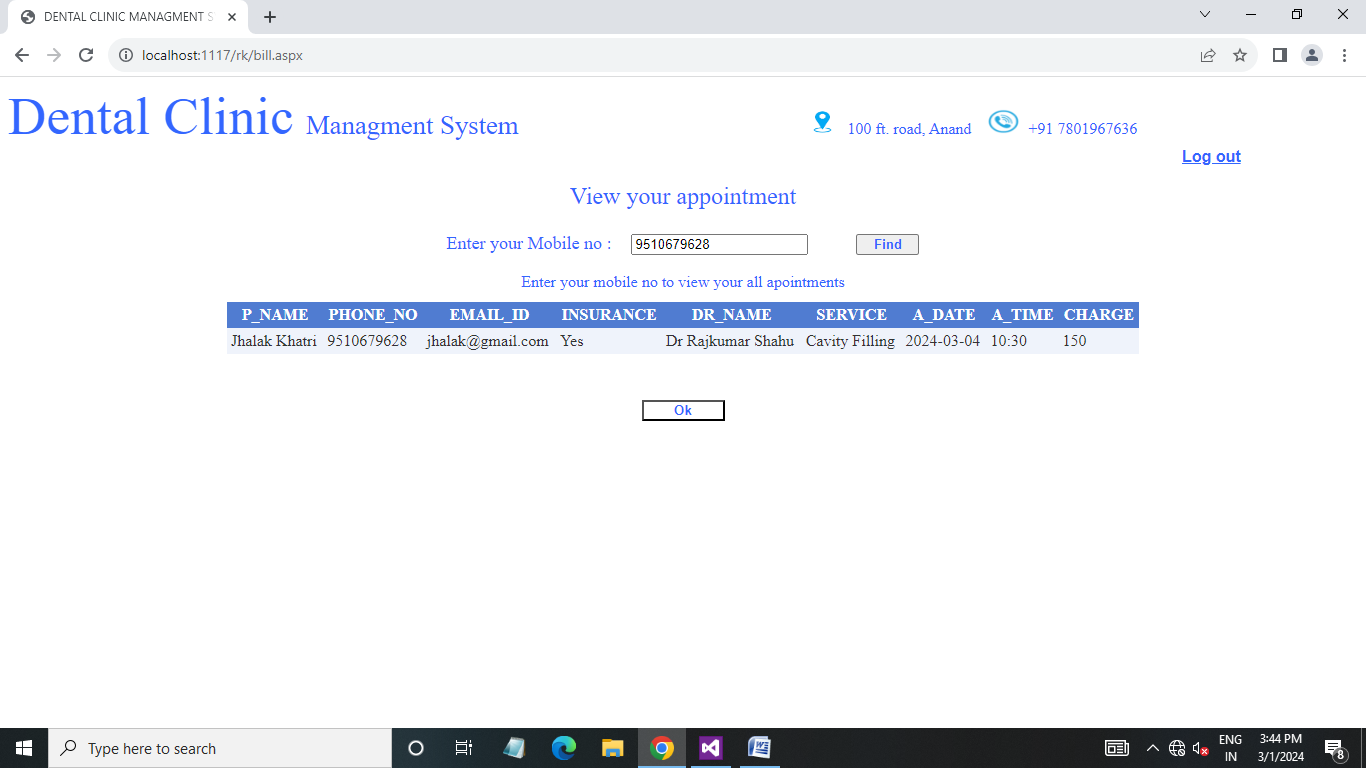 DENTAL CLINIC MANAGMENT S
localhost:1117/rk/bill.aspx
Dental Clinic Managment System
100 ft. road, Anand +91 7801967636
Log out
View your appointment
Enter your Mobile no : 9510679628 Find
Enter your mobile no to view your all apointments
P_NAME PHONE_NO EMAIL_ID INSURANCE DR_NAME SERVICE A_DATE A_TIME CHARGE
Jhalak Khatri 9510679628 jhalak@gmail.com Yes Dr Rajkumar Shahu Cavity Filling 2024-03-04 10:30 150
Ok
Type here to search
ENG
IN
3:44 PM
3/1/2024
8